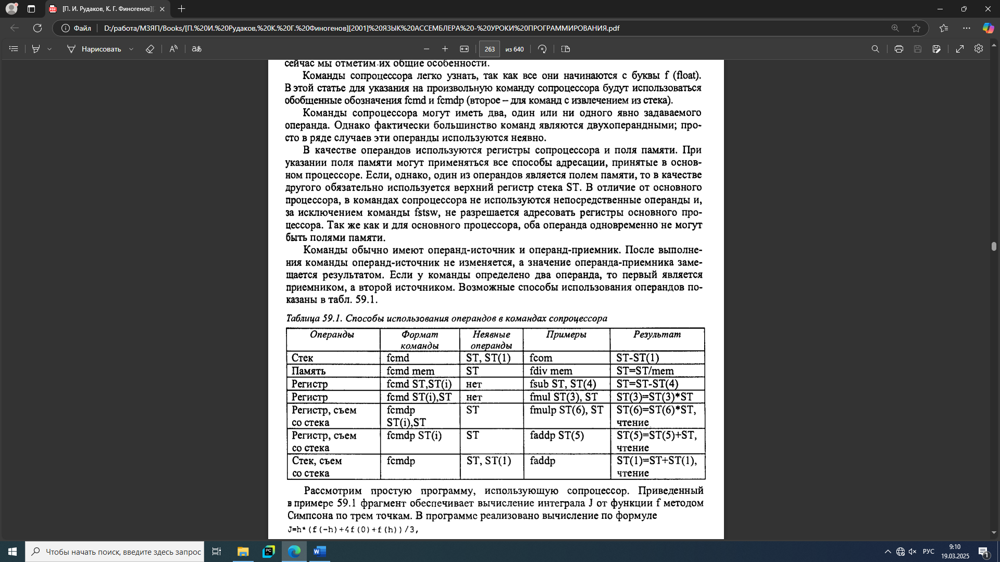 [П. И. Рудаков, К. Г. Финогенов][
Файл
D:/работа/МЗЯП/Books/[П.%20И.%20Рудаков,%20К.%20Г.%20Финогенов][2001]%20ЯЗЫК%20АССЕМБЛЕРА%20-%20УРОКИ%20ПРОГРАММИРОВАНИЯ.pdf
Нарисовать
263
из 640
сейчас мы отметим их общие особенности.
Команды сопроцессора легко узнать, так как все они начинаются с буквы f (float).
В этой статье для указания на произвольную команду сопроцессора будут использоваться
обобщенные обозначения fcmd и fcmdp (второе – для команд с извлечением из стека).
Команды сопроцессора могут иметь два, один или ни одного явно задаваемого
операнда. Однако фактически большинство команд являются двухоперандными; про-
сто в ряде случаев эти операнды используются неявно.
В качестве операндов используются регистры сопроцессора и поля памяти. При
указании поля памяти могут применяться все способы адресации, принятые в основ-
ном процессоре. Если, однако, один из операндов является полем памяти, то в качестве
другого обязательно используется верхний регистр стека ST. В отличие от основного
процессора, в командах сопроцессора не используются непосредственные операнды и,
за исключением команды fstsw, не разрешается адресовать регистры основного про-
цессора. Так же как и для основного процессора, оба операнда одновременно не могут
быть полями памяти.
Команды обычно имеют операнд-источник и операнд-приемник. После выполне-
ния команды операнд-источник не изменяется, а значение операнда-приемника заме-
щается результатом. Если у команды определено два операнда, то первый является
приемником, а второй источником. Возможные способы использования операндов по-
казаны в табл. 59.1.
Таблица 59.1. Способы использования операндов в командах сопроцессора
Операнды Формат команды Неявные операнды Примеры Результат
Стек fcmd ST, ST(1) fcom ST-ST(1)
Память fcmd mem ST fdiv mem ST=ST/mem
Регистр fcmd ST,ST(i) нет fsub ST, ST(4) ST=ST-ST(4)
Регистр fcmd ST(i),ST нет fmul ST(3), ST ST(3)=ST(3)*ST
Регистр, съем со стека fcmdp ST(i),ST ST fmulp ST(6), ST ST(6)=ST(6)*ST, чтение
Регистр, съем со стека fcmdp ST(i) ST faddp ST(5) ST(5)=ST(5)+ST, чтение
Стек, съем со стека fcmdp ST, ST(1) faddp ST(1)=ST+ST(1), чтение
Рассмотрим простую программу, использующую сопроцессор. Приведенный
в примере 59.1 фрагмент обеспечивает вычисление интеграла J от функции f методом
Симпсона по трем точкам. В программе реализовано вычисление по формуле
J=h*(f(-h)+4f(0)+f(h))/3,
Чтобы начать поиск, введите здесь запрос
РУС
9:10
19.03.2025
1